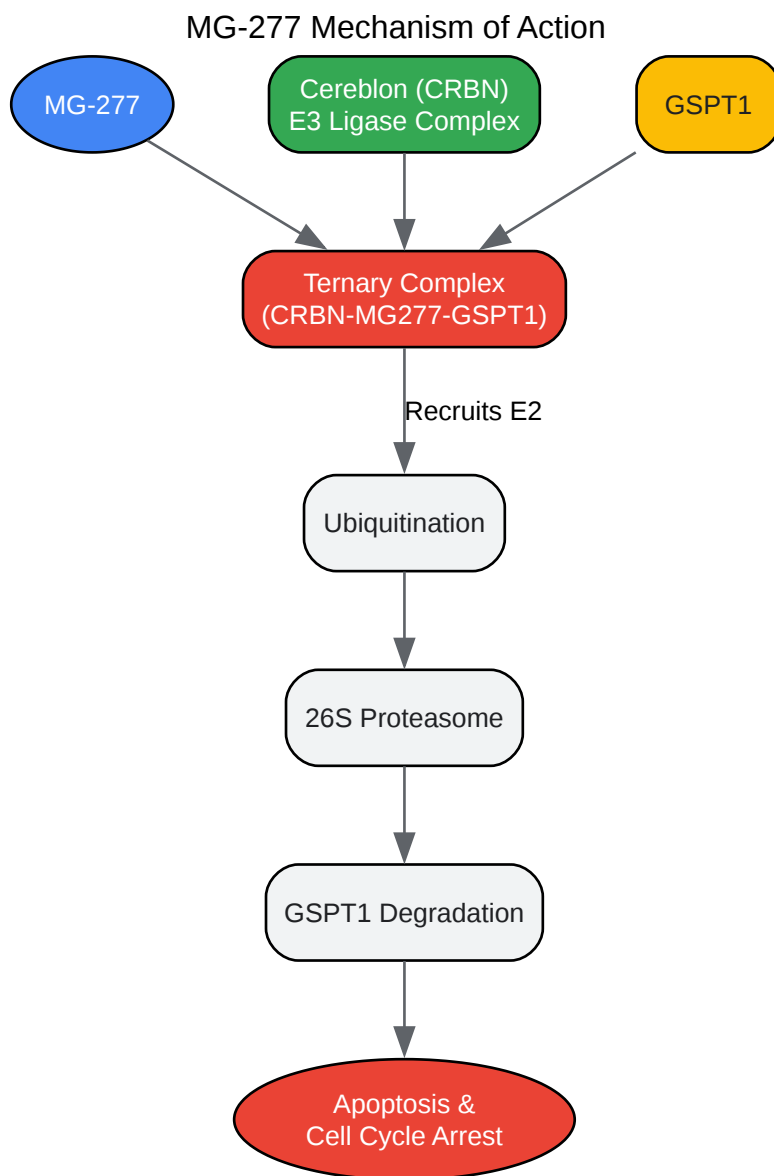 MG-277 Mechanism of Action
MG-277
Cereblon (CRBN)
E3 Ligase Complex
GSPT1
Ternary Complex
(CRBN-MG277-GSPT1)
Recruits E2
Ubiquitination
26S Proteasome
GSPT1 Degradation
Apoptosis &
Cell Cycle Arrest